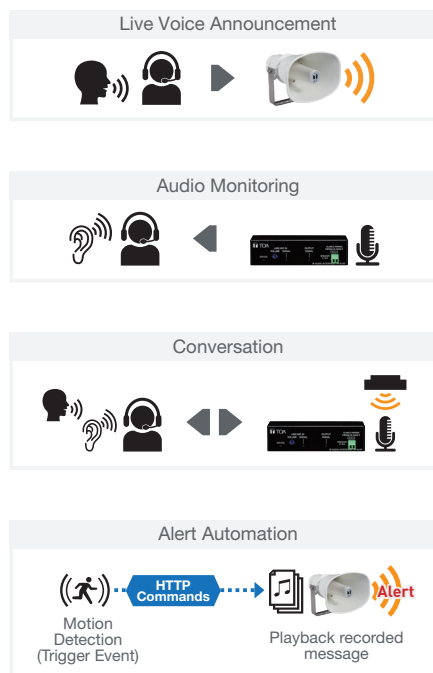 Live Voice Announcement
Audio Monitoring
TOA
Conversation
TOA
Alert Automation
HTTP
Commands
Alert
Motion
Detection
(Trigger Event)
Playback recorded
message